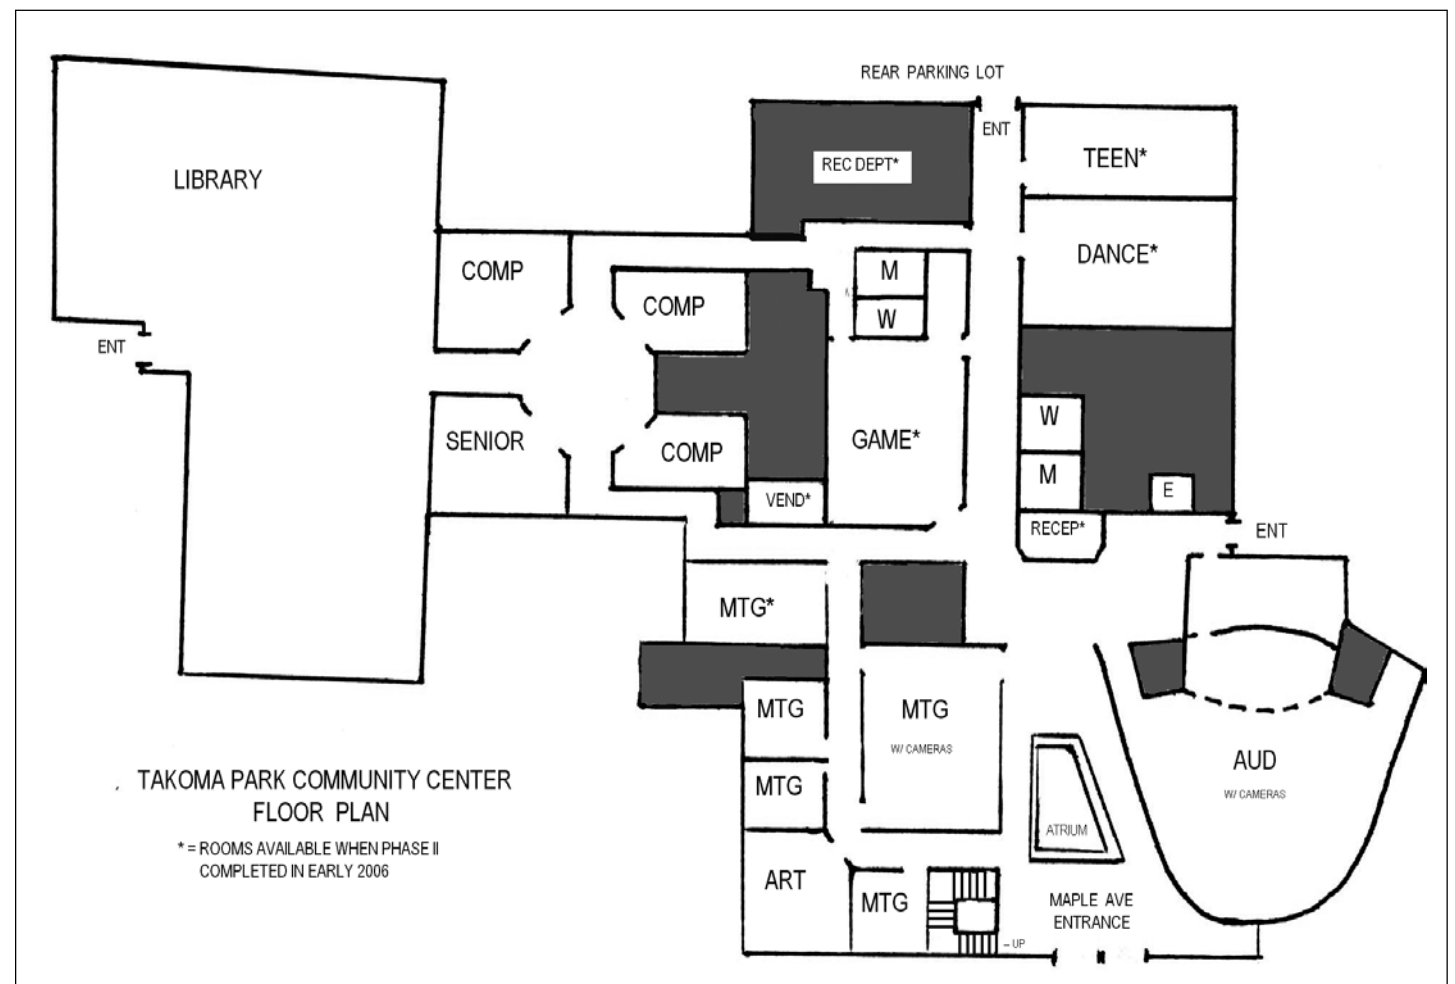 REAR PARKING LOT
ENT
REC DEPT*
TEEN*
LIBRARY
DANCE*
COMP
M
COMP
W
ENT
W
SENIOR
GAME*
COMP
M
E
VEND*
RECEP*
ENT
MTG*
MTG
MTG
W/ CAMERAS
AUD
W/ CAMERAS
MTG
TAKOMA PARK COMMUNITY CENTER
FLOOR PLAN
ATRIUM
* = ROOMS AVAILABLE WHEN PHASE II
COMPLETED IN EARLY 2006
ART
MTG
MAPLE AVE
ENTRANCE
– UP